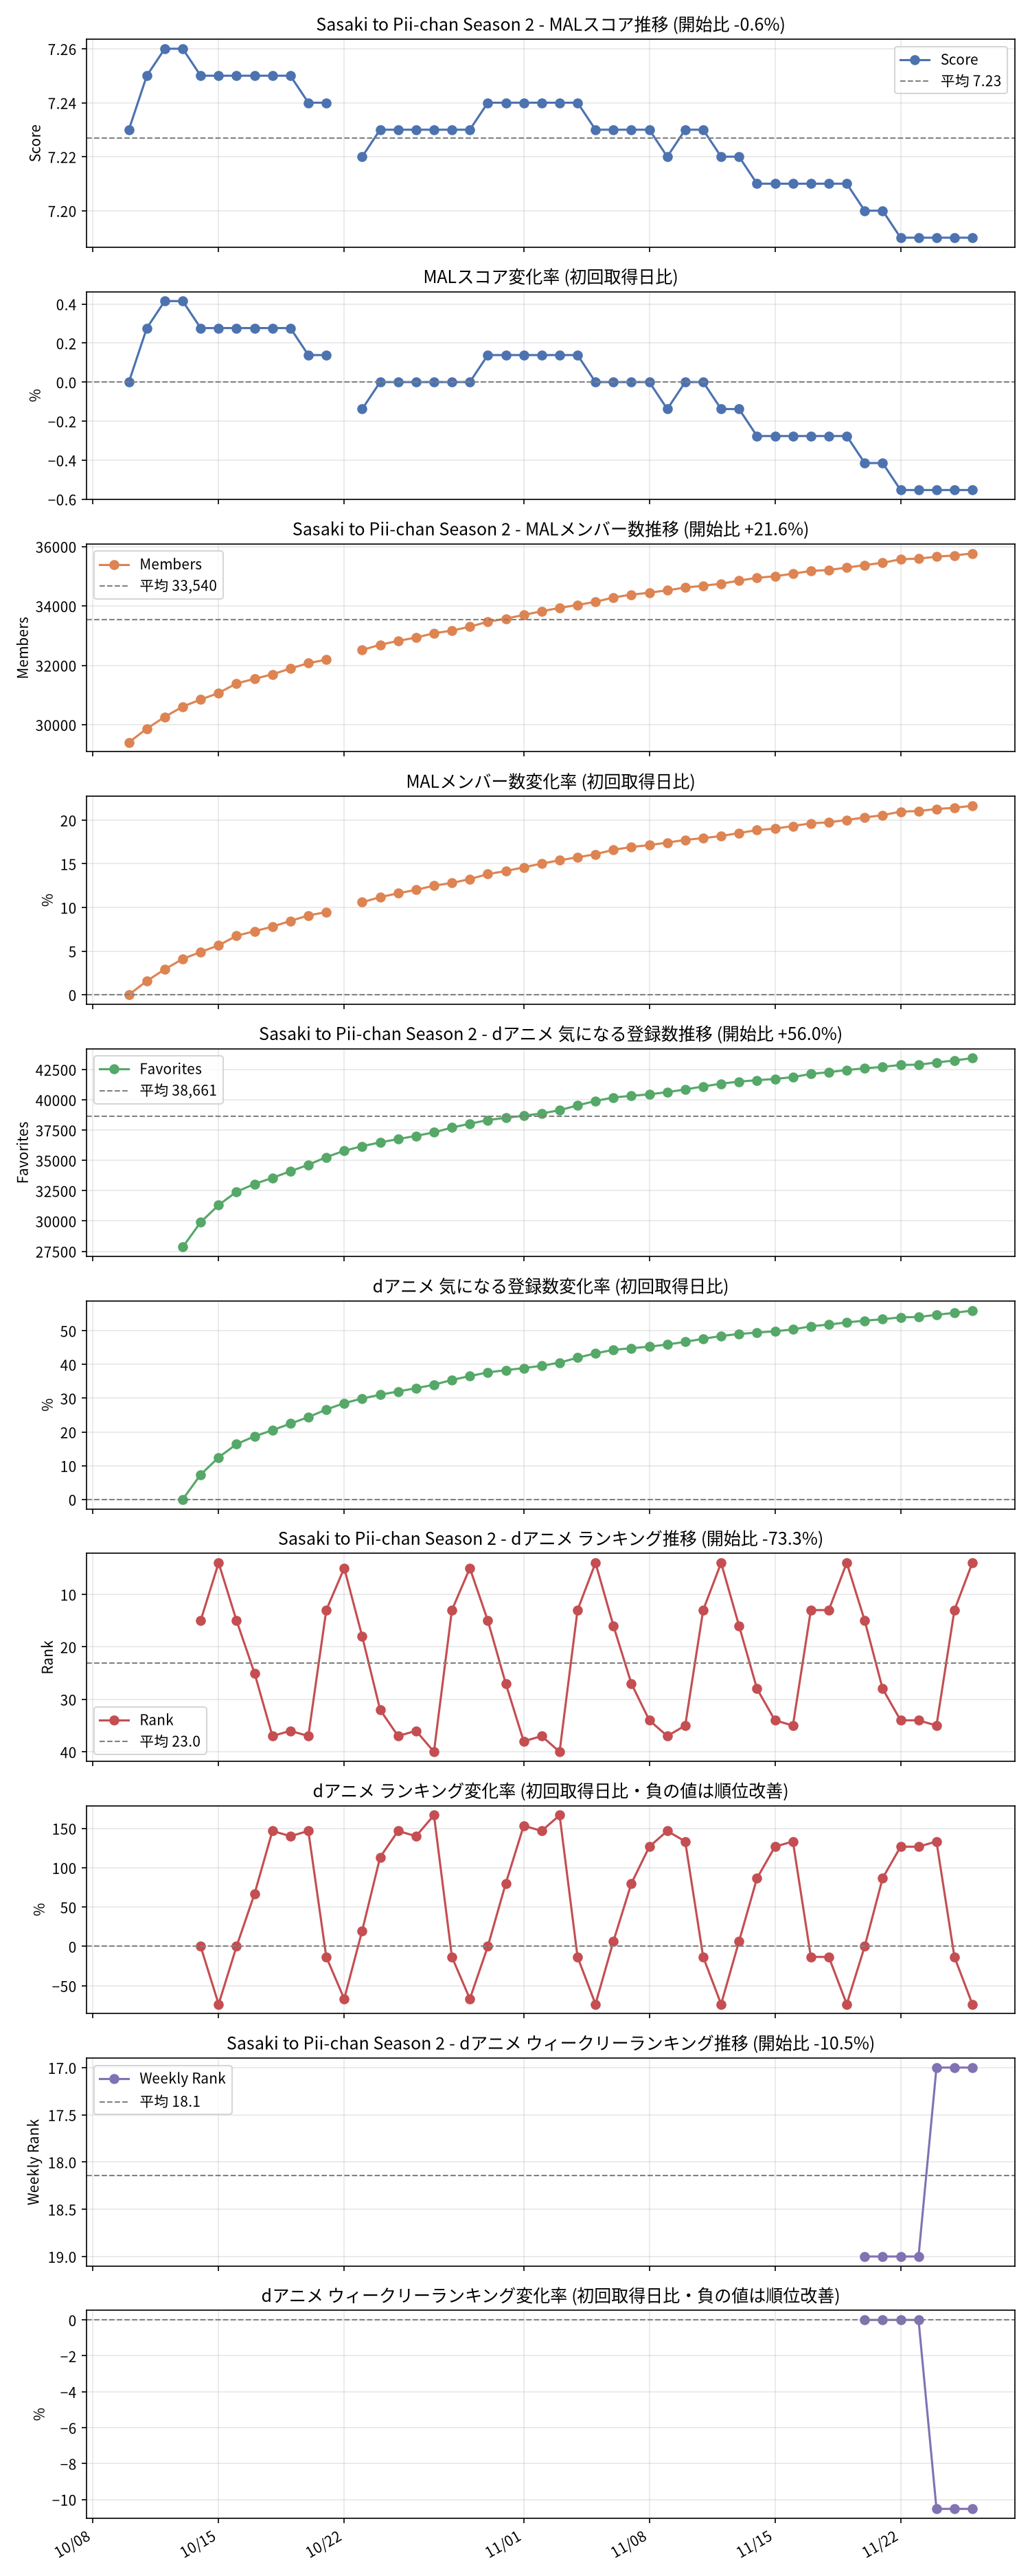 Sasaki to Pii-chan Season 2 - MALスコア推移 (開始比 -0.6%)
7.26
7.24
7.22
7.20
Score
Score
平均 7.23
MALスコア変化率 (初回取得日比)
0.4
0.2
0.0
−0.2
−0.4
−0.6
%
Sasaki to Pii-chan Season 2 - MALメンバー数推移 (開始比 +21.6%)
36000
34000
32000
30000
Members
Members
平均 33,540
MALメンバー数変化率 (初回取得日比)
20
15
10
5
0
%
Sasaki to Pii-chan Season 2 - dアニメ 気になる登録数推移 (開始比 +56.0%)
42500
40000
37500
35000
32500
30000
27500
Favorites
Favorites
平均 38,661
dアニメ 気になる登録数変化率 (初回取得日比)
50
40
30
20
10
0
%
Sasaki to Pii-chan Season 2 - dアニメ ランキング推移 (開始比 -73.3%)
10
20
30
40
Rank
Rank
平均 23.0
dアニメ ランキング変化率 (初回取得日比・負の値は順位改善)
150
100
50
0
−50
%
Sasaki to Pii-chan Season 2 - dアニメ ウィークリーランキング推移 (開始比 -10.5%)
17.0
17.5
18.0
18.5
19.0
Weekly Rank
Weekly Rank
平均 18.1
dアニメ ウィークリーランキング変化率 (初回取得日比・負の値は順位改善)
0
−2
−4
−6
−8
−10
%
10/08
10/15
10/22
11/01
11/08
11/15
11/22